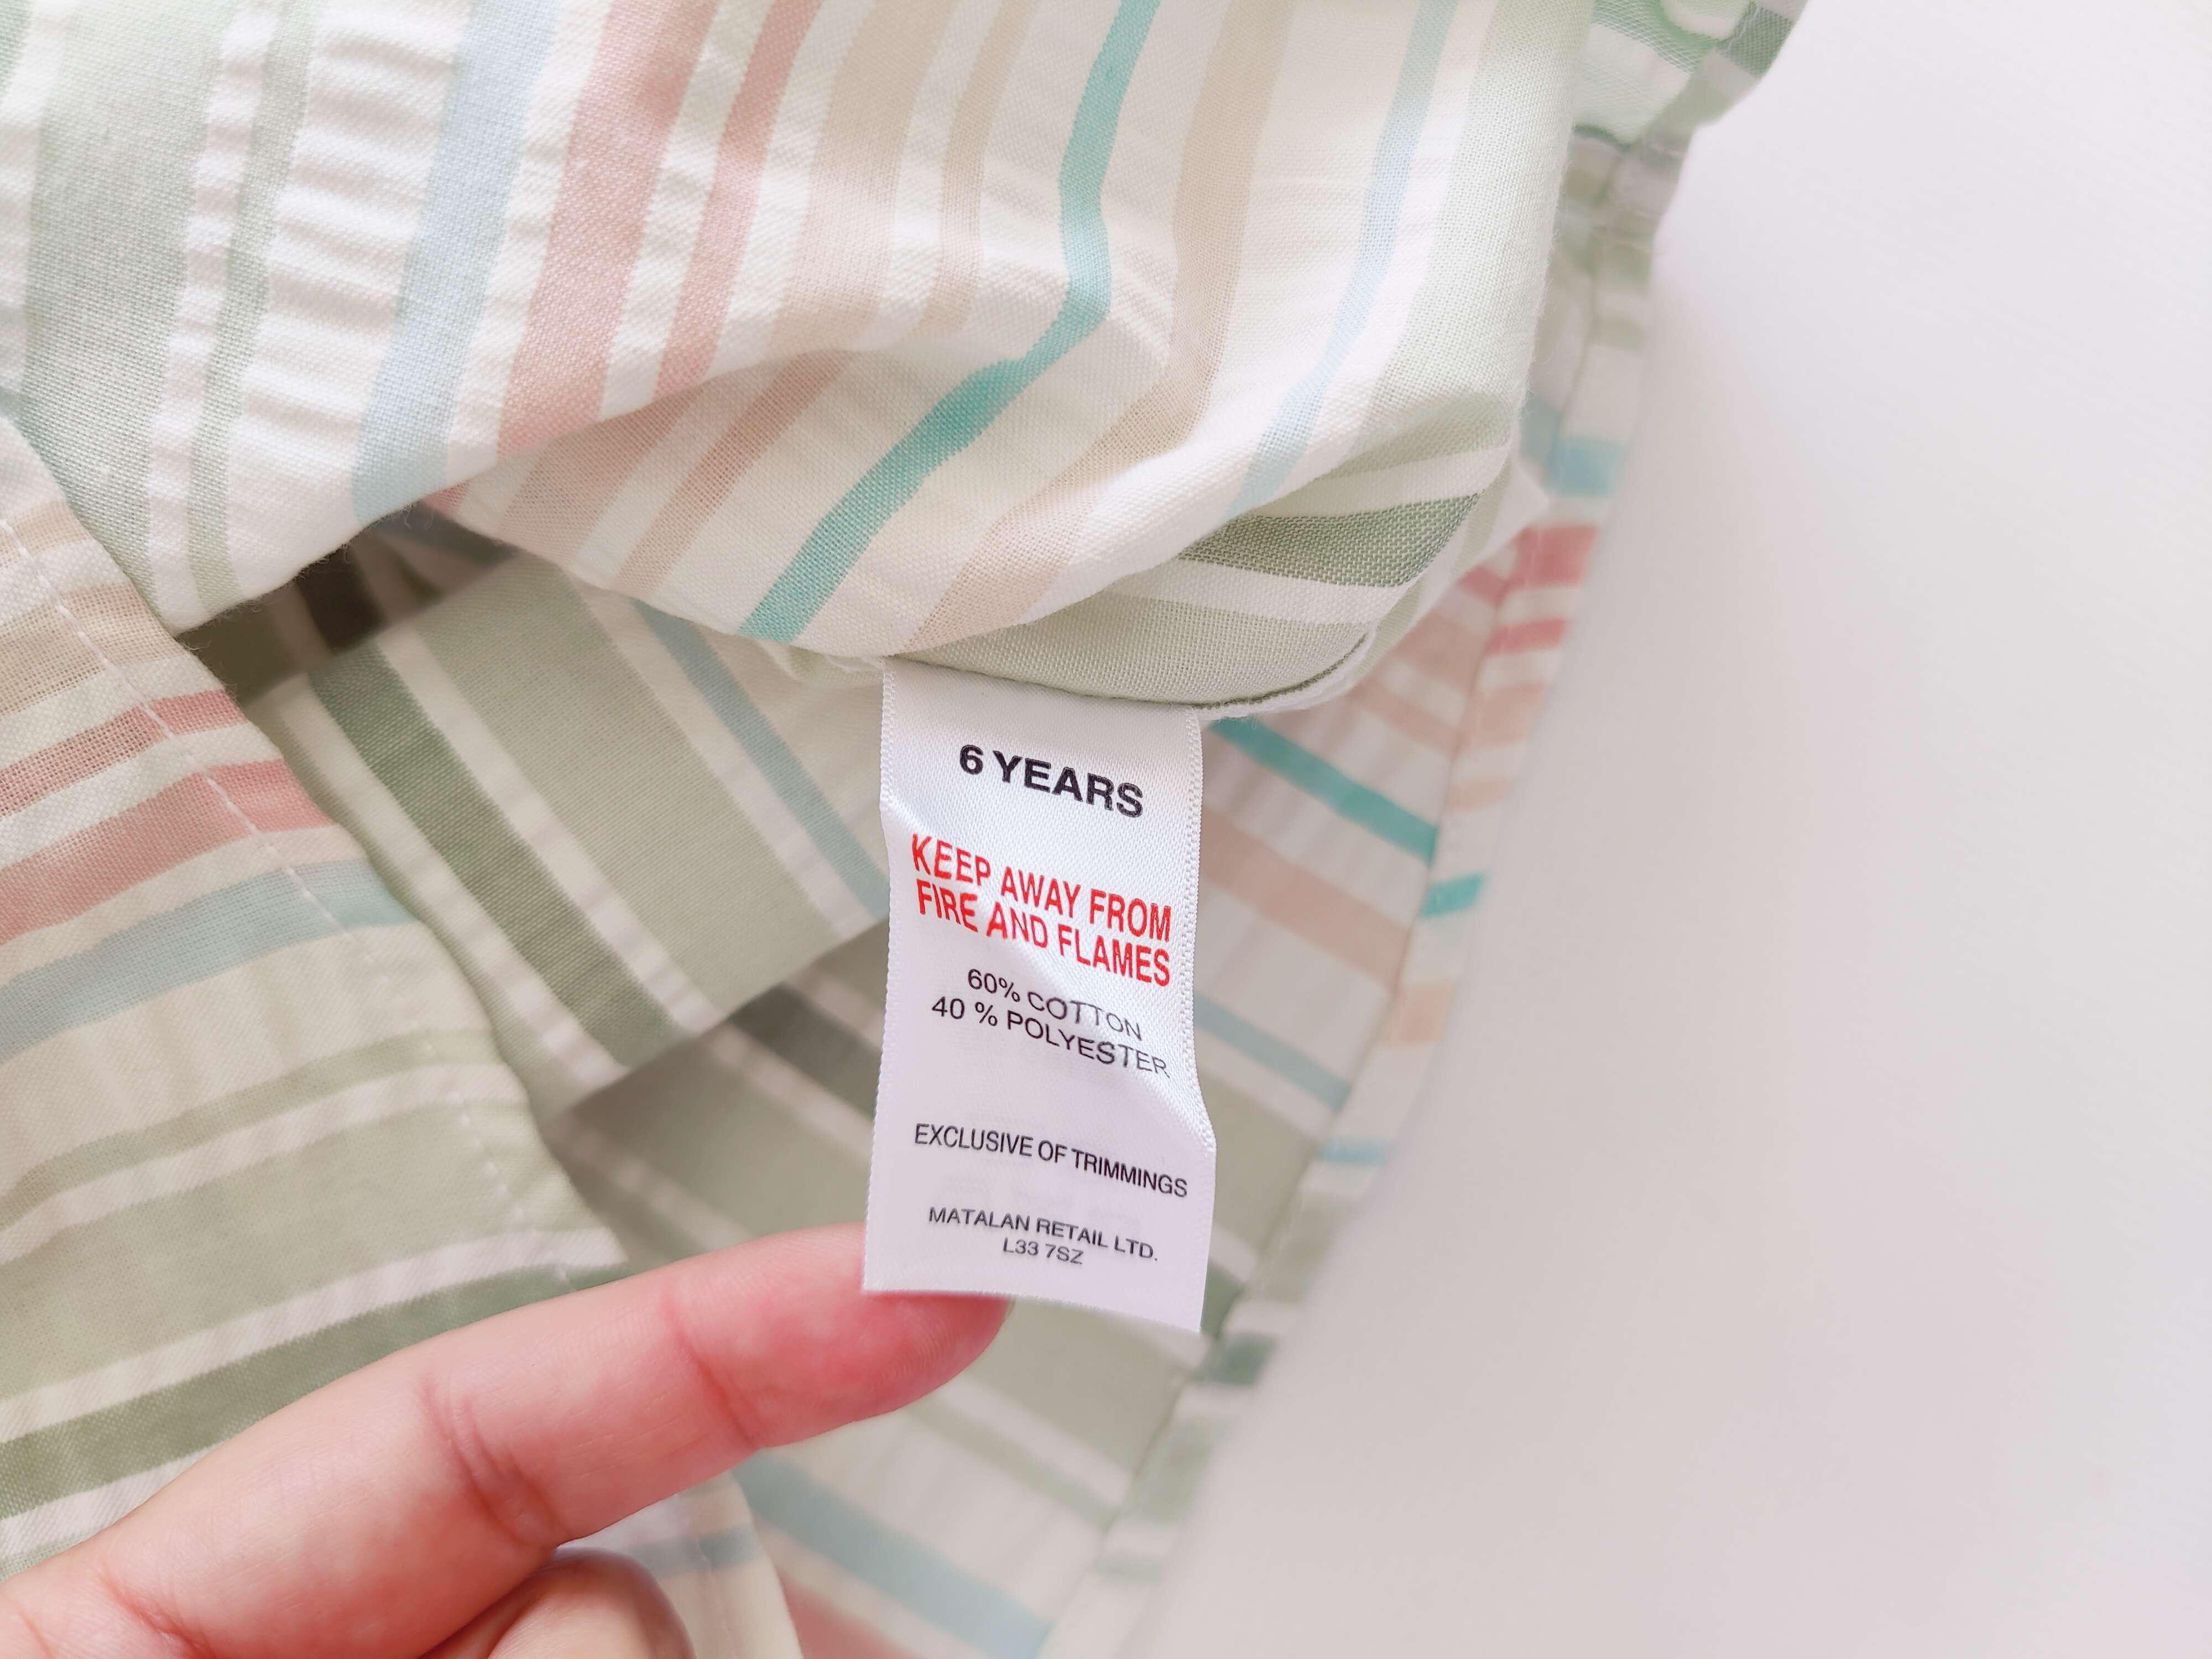 6 YEARS
KEEP AWAY FROM
FIRE AND FLAMES
60% COTTON
40 % POLYESTER
EXCLUSIVE OF TRIMMINGS
MATALAN RETAIL LTD.
L33 7SZ